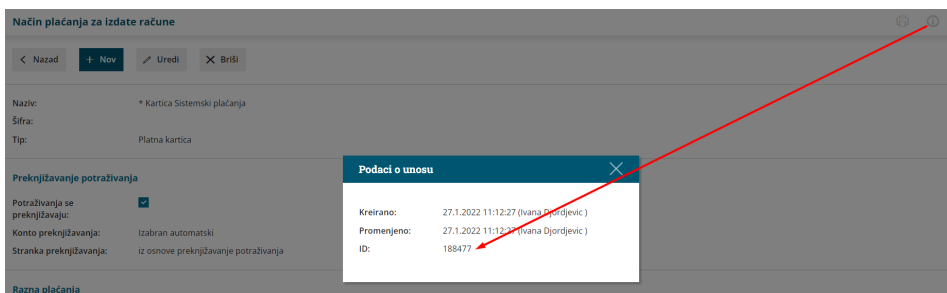 Način plaćanja za izdate račune
Nazad
+ Nov
Uredi
Briši
Naziv: * Kartica Sistemski plaćanja
Šifra:
Tip: Platna kartica
Preknjižavanje potraživanja
Potraživanja se
preknjižavaju:
Konto preknjižavanja: Izabran automatski
Stranka preknjižavanja: iz osnove preknjižavanje potraživanja
Razna plaćanja
Podaci o unosu
Kreirano: 27.1.2022 11:12:27 (Ivana Djordjevic )
Promenjeno: 27.1.2022 11:12:27 (Ivana Djordjevic )
ID: 188477